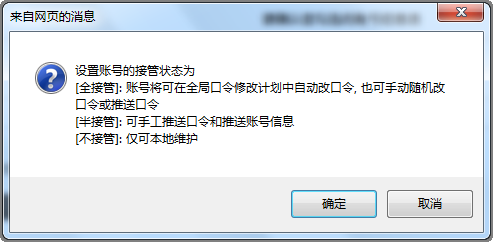 来自网页的消息
设置账号的接管状态为
[全接管]: 账号将可在全局口令修改计划中自动改口令, 也可手动随机改
口令或推送口令
[半接管]: 可手工推送口令和推送账号信息
[不接管]: 仅可本地维护
确定
取消